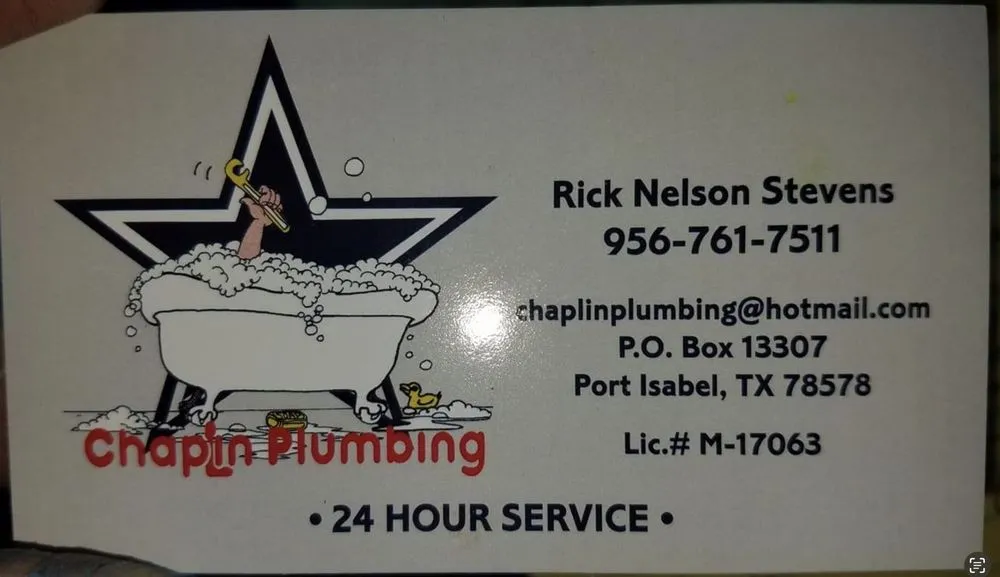 Rick Nelson Stevens
956-761-7511
chaplinplumbing@hotmail.com
P.O. Box 13307
Port Isabel, TX 78578
Lic.# M-17063
Chaplin Plumbing
• 24 HOUR SERVICE •